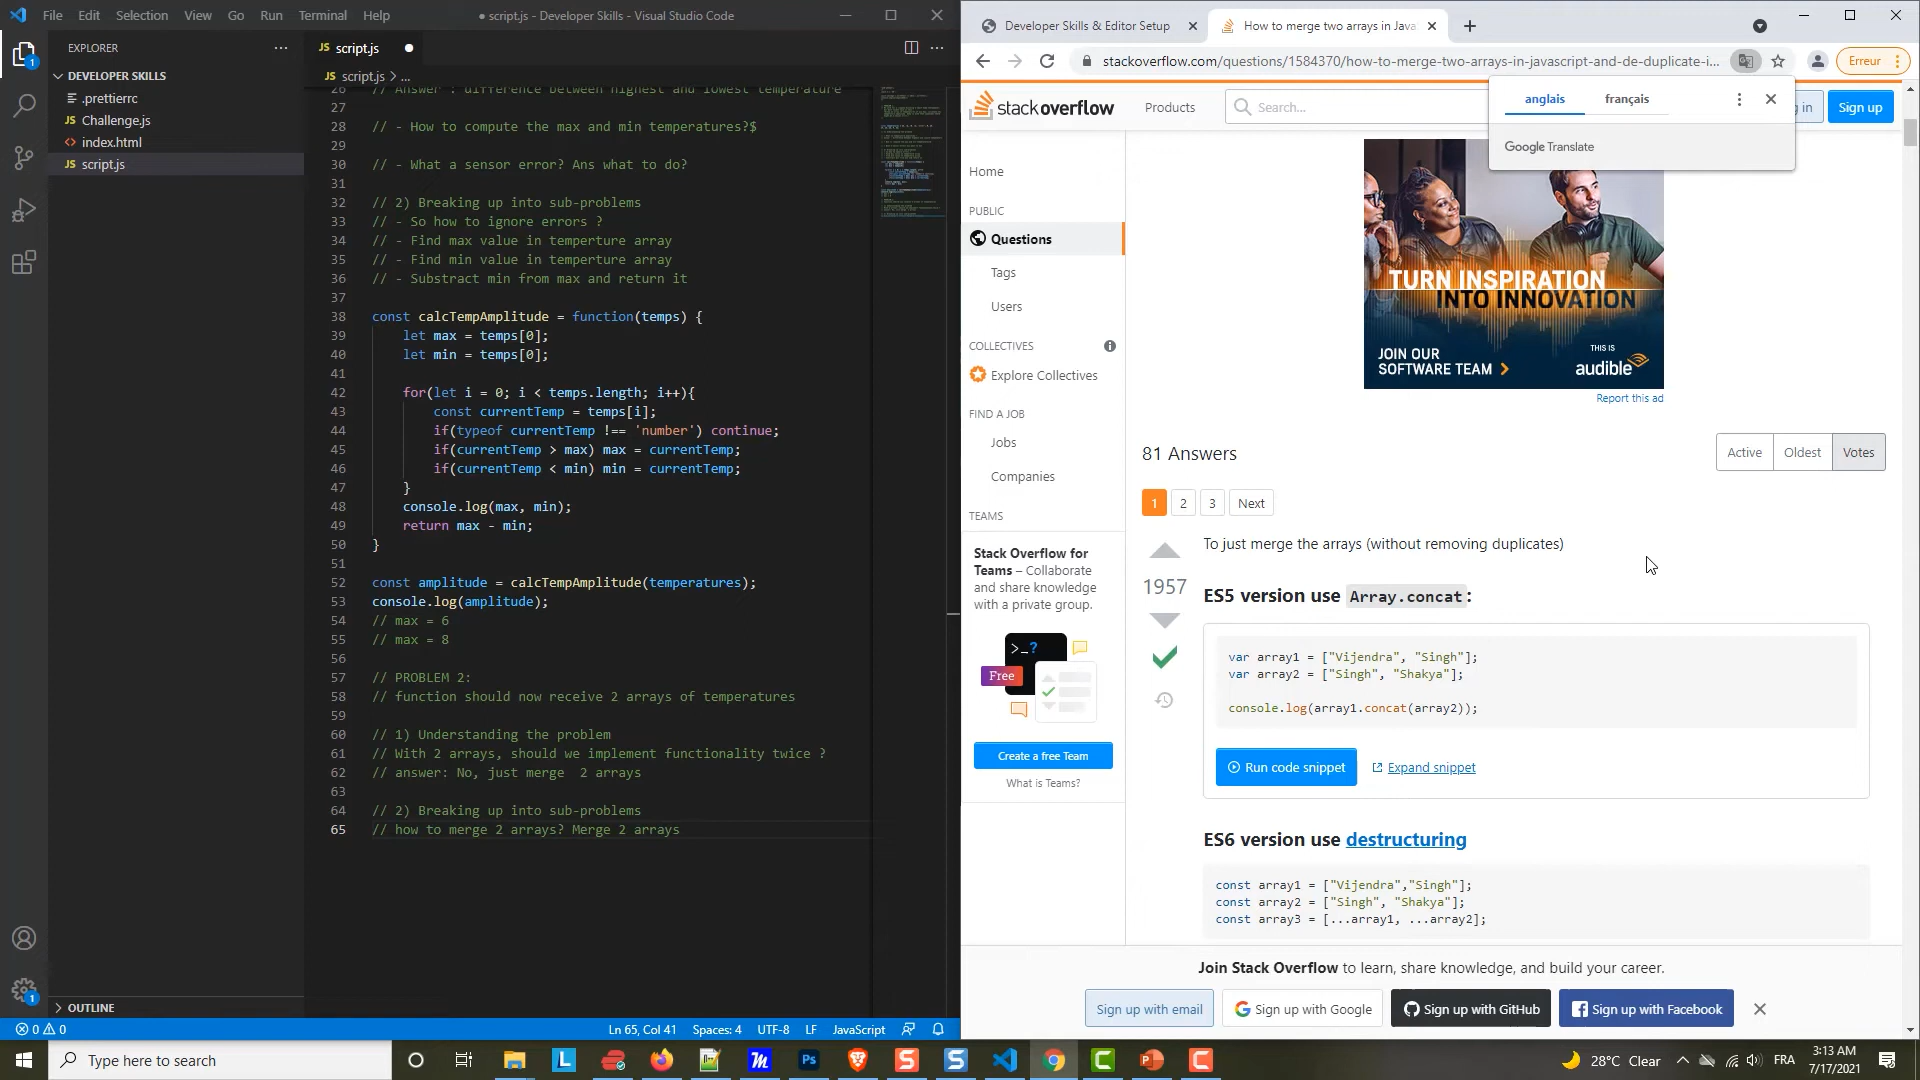 File Edit Selection View Go Run Terminal Help
● script.js - Developer Skills - Visual Studio Code
EXPLORER
DEVELOPER SKILLS
.prettierrc
JS Challenge.js
<> index.html
JS script.js
OUTLINE
JS script.js
JS script.js > ...
26 // Answer : difference between highest and lowest temperature
27
28 // - How to compute the max and min temperatures?$
29
30 // - What a sensor error? Ans what to do?
31
32 // 2) Breaking up into sub-problems
33 // - So how to ignore errors ?
34 // - Find max value in temperture array
35 // - Find min value in temperture array
36 // - Substract min from max and return it
37
38 const calcTempAmplitude = function(temps) {
39 let max = temps[0];
40 let min = temps[0];
41
42 for(let i = 0; i < temps.length; i++){
43 const currentTemp = temps[i];
44 if(typeof currentTemp !== 'number') continue;
45 if(currentTemp > max) max = currentTemp;
46 if(currentTemp < min) min = currentTemp;
47 }
48 console.log(max, min);
49 return max - min;
50 }
51
52 const amplitude = calcTempAmplitude(temperatures);
53 console.log(amplitude);
54 // max = 6
55 // max = 8
56
57 // PROBLEM 2:
58 // function should now receive 2 arrays of temperatures
59
60 // 1) Understanding the problem
61 // With 2 arrays, should we implement functionality twice ?
62 // answer: No, just merge 2 arrays
63
64 // 2) Breaking up into sub-problems
65 // how to merge 2 arrays? Merge 2 arrays
0 0
Ln 65, Col 41 Spaces: 4 UTF-8 LF JavaScript
Developer Skills & Editor Setup
How to merge two arrays in Java
stackoverflow.com/questions/1584370/how-to-merge-two-arrays-in-javascript-and-de-duplicate-i...
Erreur
stackoverflow
Products
Search...
in
Sign up
anglais français
Google Translate
Home
PUBLIC
Questions
Tags
Users
COLLECTIVES
Explore Collectives
FIND A JOB
Jobs
Companies
TEAMS
Stack Overflow for
Teams – Collaborate
and share knowledge
with a private group.
>_?
Free
Create a free Team
What is Teams?
TURN INSPIRATION
INTO INNOVATION
JOIN OUR
SOFTWARE TEAM >
THIS IS
audible
Report this ad
81 Answers
Active Oldest Votes
1 2 3 Next
To just merge the arrays (without removing duplicates)
1957
ES5 version use Array.concat:
var array1 = ["Vijendra", "Singh"];
var array2 = ["Singh", "Shakya"];
console.log(array1.concat(array2));
Run code snippet
Expand snippet
ES6 version use destructuring
const array1 = ["Vijendra","Singh"];
const array2 = ["Singh", "Shakya"];
const array3 = [...array1, ...array2];
Join Stack Overflow to learn, share knowledge, and build your career.
Sign up with email
Sign up with Google
Sign up with GitHub
Sign up with Facebook
Type here to search
28°C Clear
FRA
3:13 AM
7/17/2021